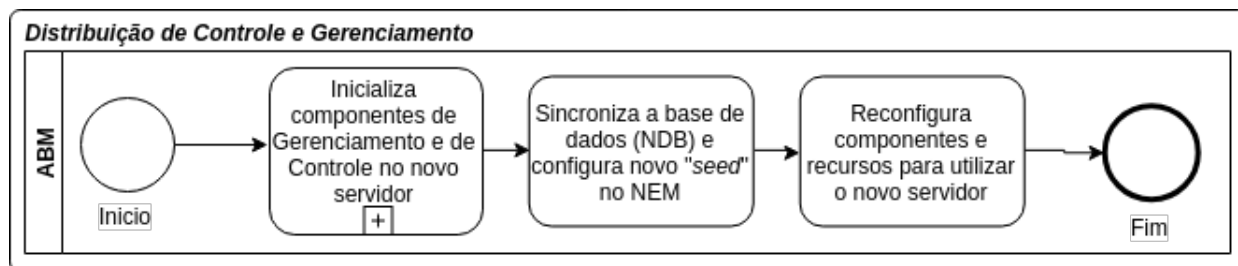 Distribuição de Controle e Gerenciamento
ABM
Inicio
Inicializa
componentes de
Gerenciamento e de
Controle no novo
servidor
+
Sincroniza a base de
dados (NDB) e
configura novo "seed"
no NEM
Reconfigura
componentes e
recursos para utilizar
o novo servidor
Fim